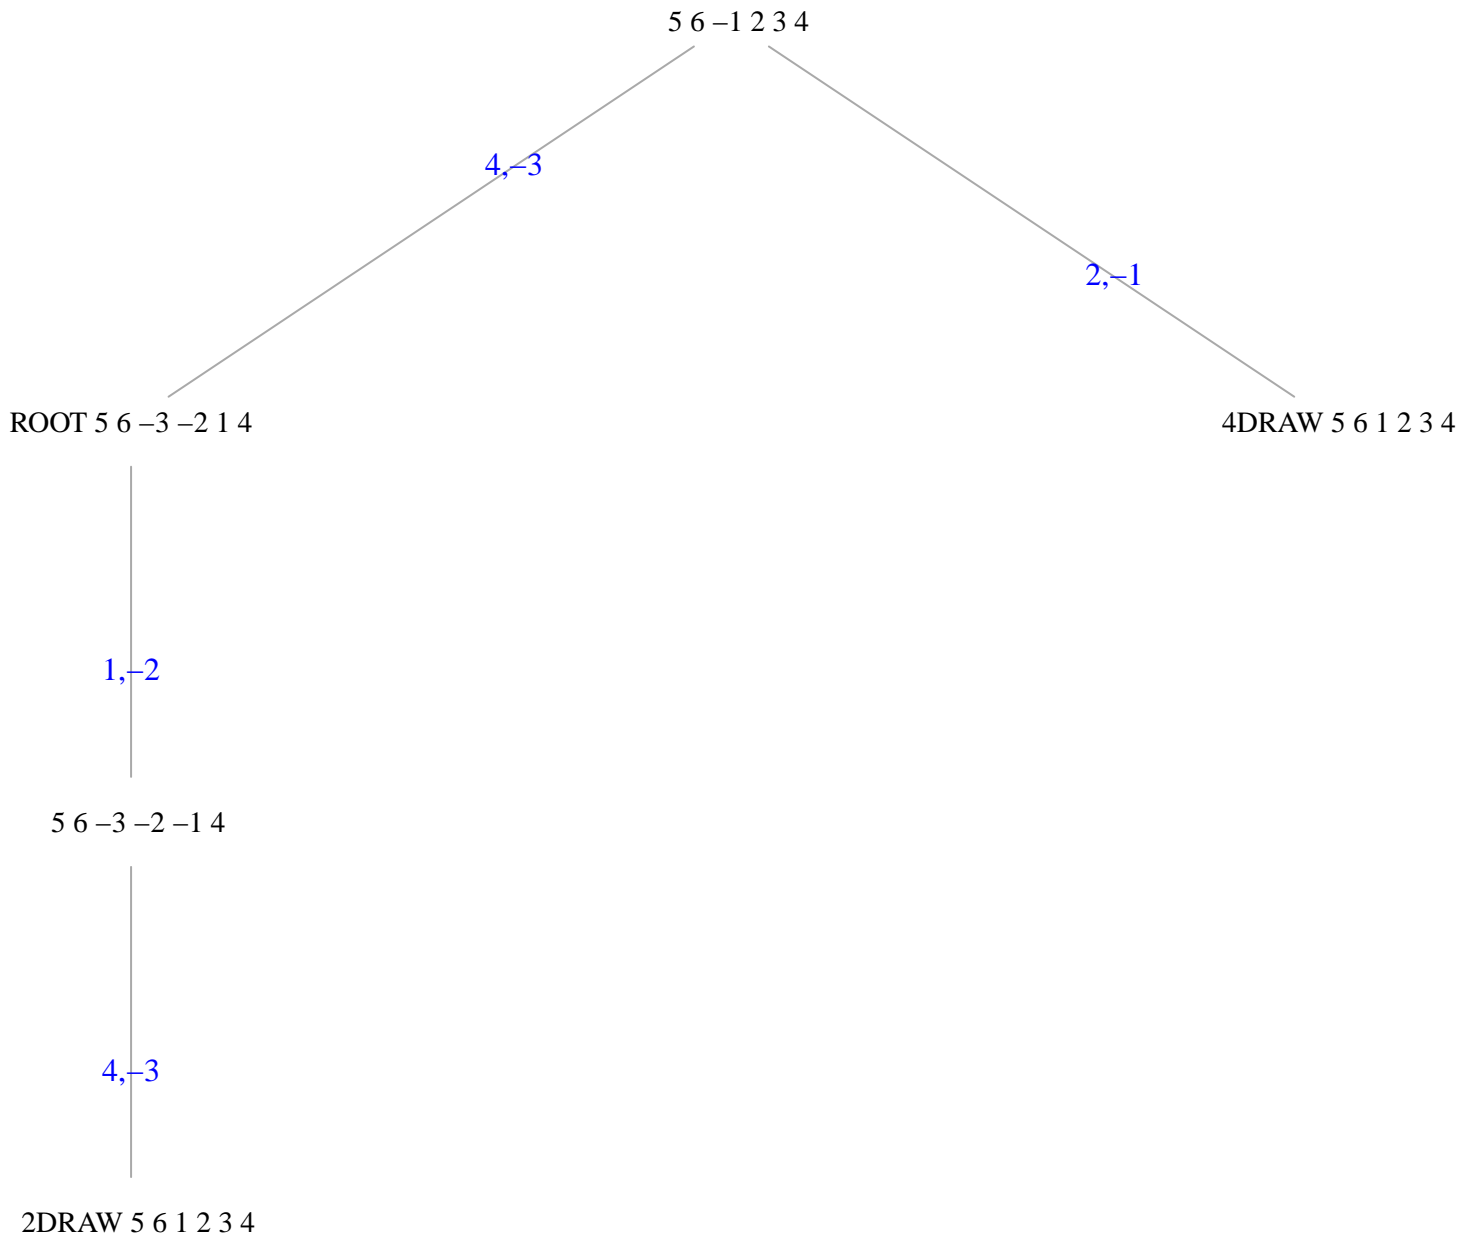 5 6 –1 2 3 4
4,–3
2,–1
ROOT 5 6 –3 –2 1 4
4DRAW 5 6 1 2 3 4
1,–2
5 6 –3 –2 –1 4
4,–3
2DRAW 5 6 1 2 3 4